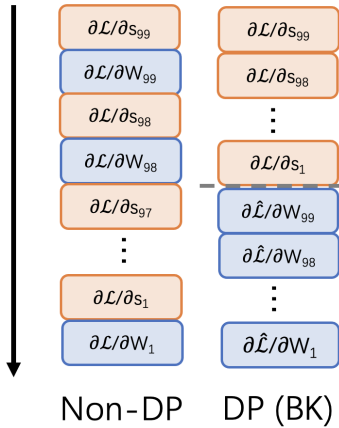 ∂ℒ/∂s₉₉
∂ℒ/∂W₉₉
∂ℒ/∂s₉₈
∂ℒ/∂W₉₈
∂ℒ/∂s₉₇
⋮
∂ℒ/∂s₁
∂ℒ/∂W₁
Non-DP
∂ℒ/∂s₉₉
∂ℒ/∂s₉₈
⋮
∂ℒ/∂s₁
∂ℒ̂/∂W₉₉
∂ℒ̂/∂W₉₈
⋮
∂ℒ̂/∂W₁
DP (BK)